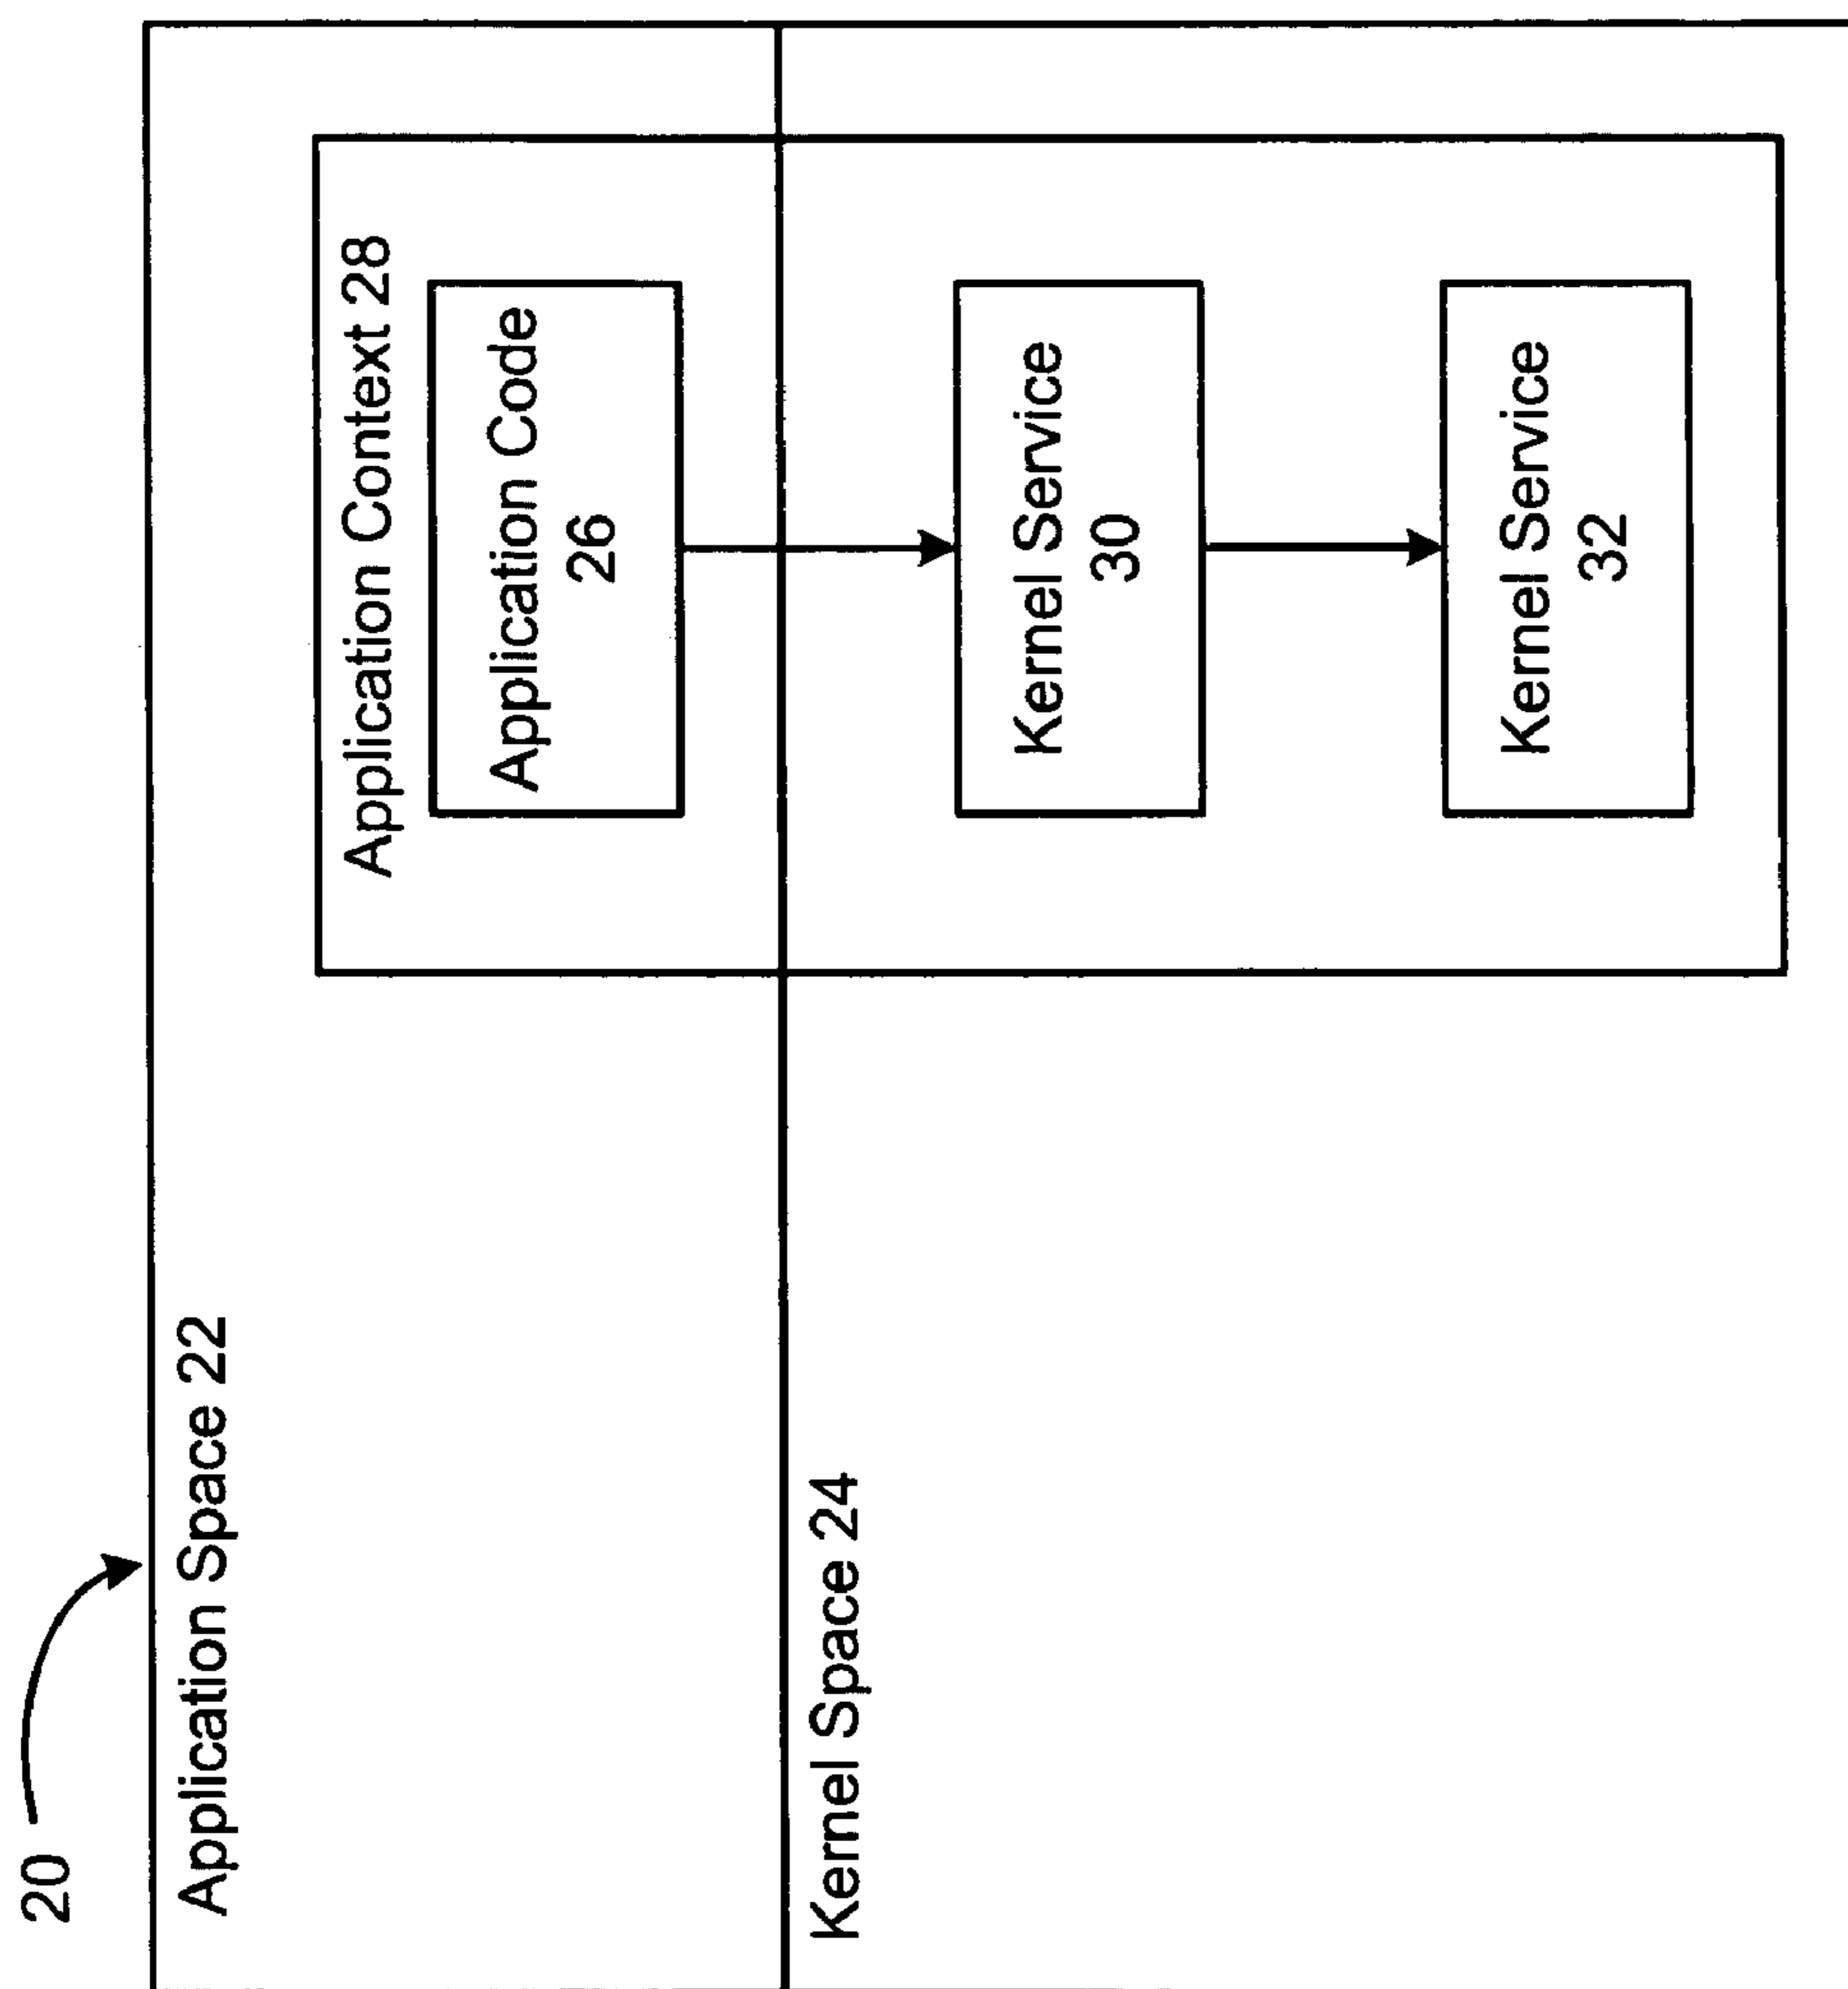 20
Application Space 22
Application Context 28
Application Code
26
Kernel Space 24
Kernel Service
30
Kernel Service
32